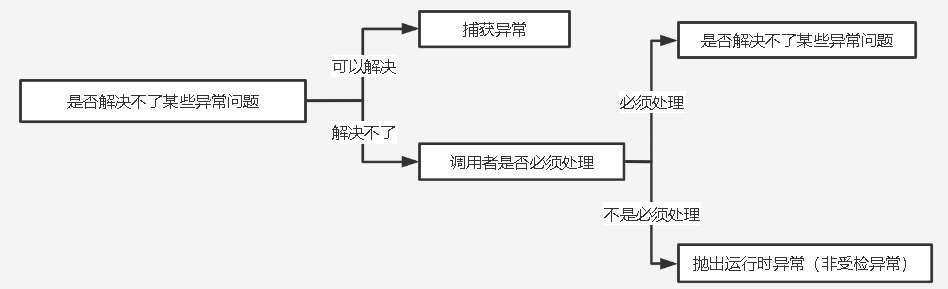 捕获异常
是否解决不了某些异常问题
可以解决
是否解决不了某些异常问题
必须处理
解决不了
调用者是否必须处理
不是必须处理
抛出运行时异常（非受检异常）